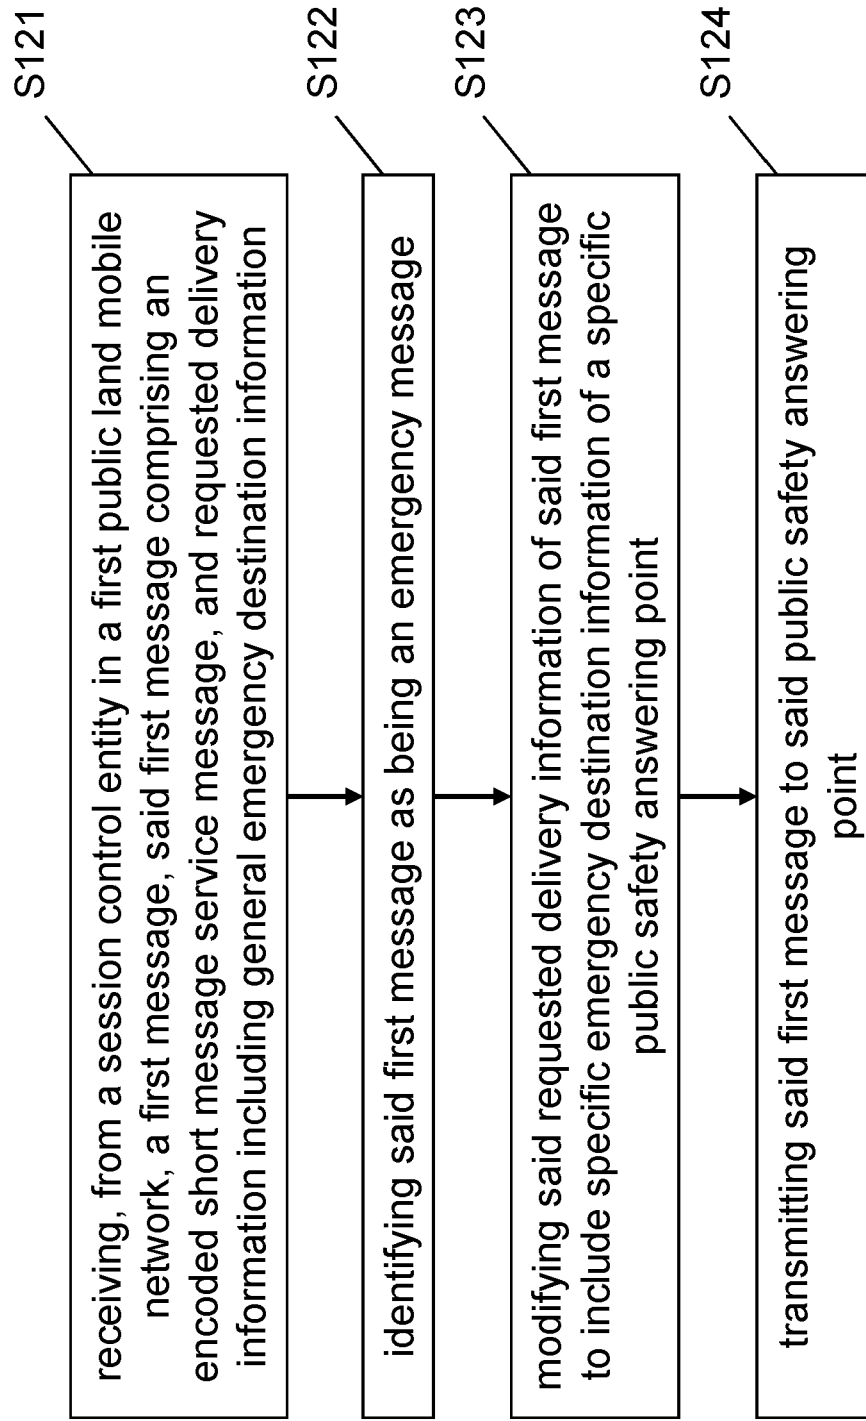 receiving, from a session control entity in a first public land mobile
network, a first message, said first message comprising an
encoded short message service message, and requested delivery
information including general emergency destination information
S121
identifying said first message as being an emergency message
S122
modifying said requested delivery information of said first message
to include specific emergency destination information of a specific
public safety answering point
S123
transmitting said first message to said public safety answering
point
S124